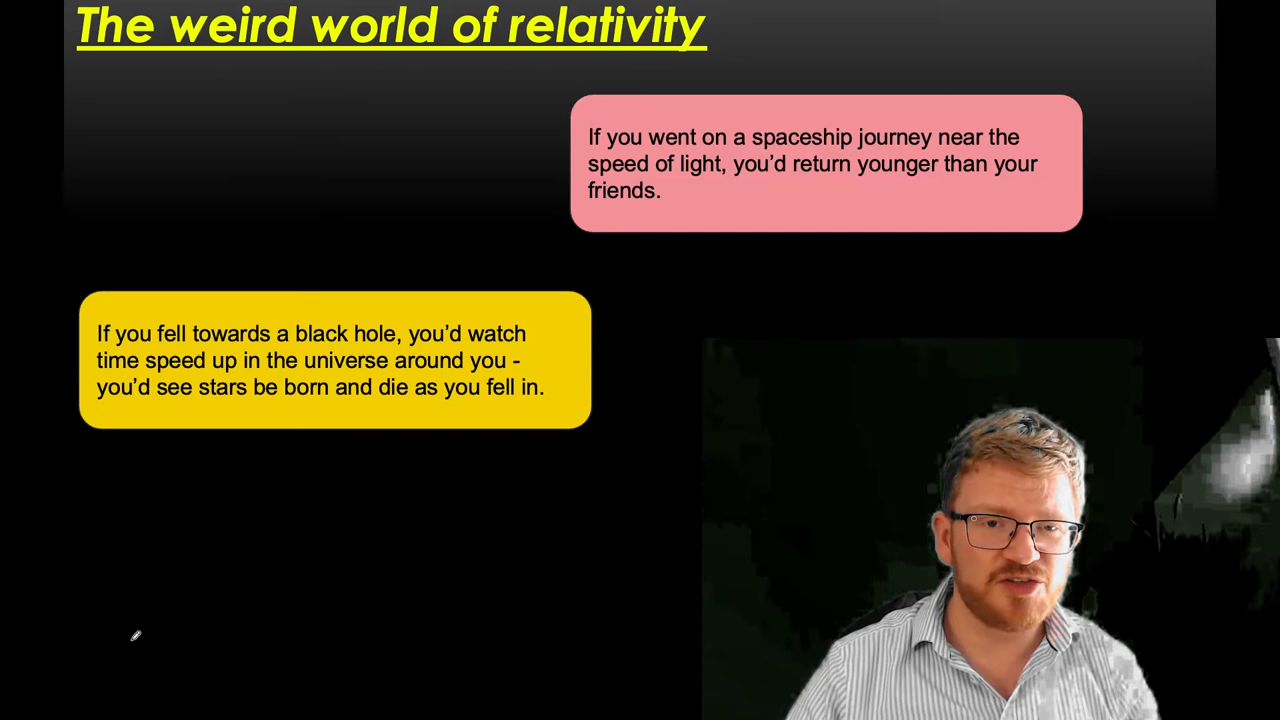 The weird world of relativity
If you went on a spaceship journey near the
speed of light, you’d return younger than your
friends.
If you fell towards a black hole, you’d watch
time speed up in the universe around you -
you’d see stars be born and die as you fell in.